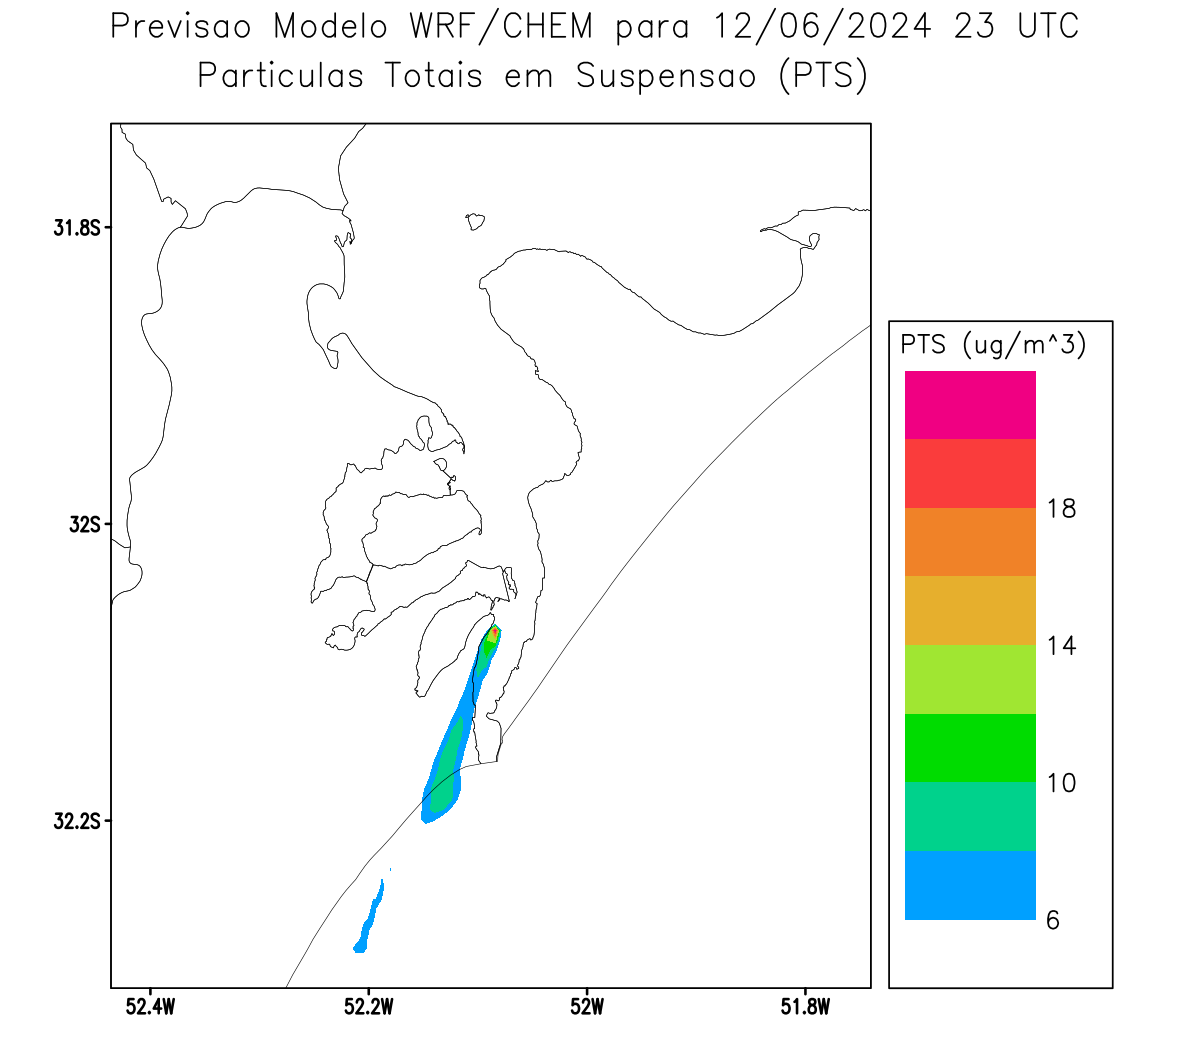 Previsao Modelo WRF/CHEM para 12/06/2024 23 UTC
Particulas Totais em Suspensao (PTS)
31.8S
32S
32.2S
52.4W
52.2W
52W
51.8W
PTS (ug/m^3)
18
14
10
6